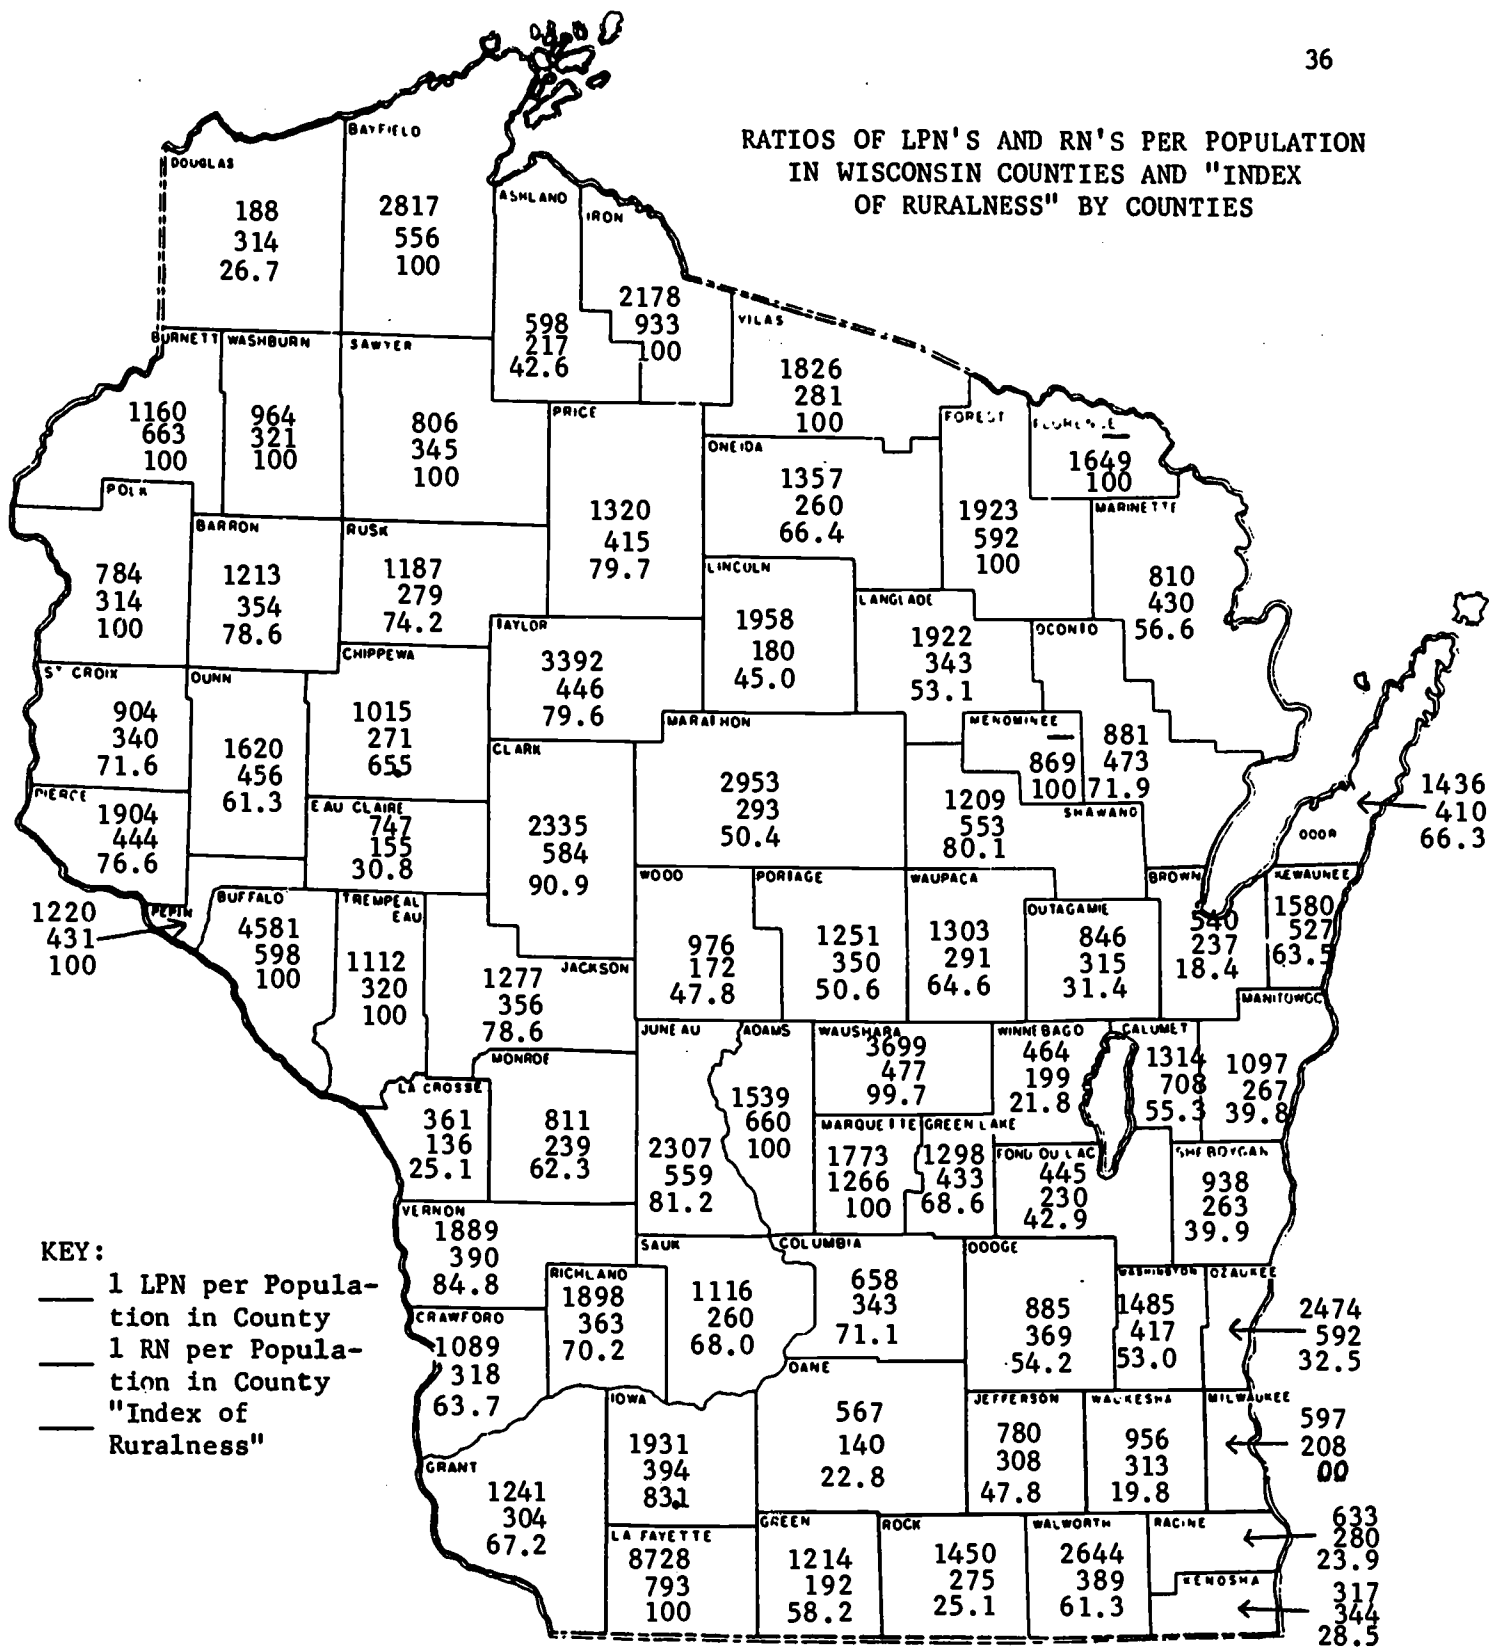 36
RATIOS OF LPN'S AND RN'S PER POPULATION
IN WISCONSIN COUNTIES AND "INDEX
OF RURALNESS" BY COUNTIES
DOUGLAS
188
314
26.7
BAYFIELD
2817
556
100
ASHLAND
598
217
42.6
IRON
2178
933
100
VILAS
1826
281
100
BURNETT
1160
663
100
WASHBURN
964
321
100
SAWYER
806
345
100
PRICE
1320
415
79.7
ONEIDA
1357
260
66.4
FOREST
1923
592
100
FLORENCE
—
1649
100
MARINETTE
810
430
56.6
POLK
784
314
100
BARRON
1213
354
78.6
RUSK
1187
279
74.2
LINCOLN
1958
180
45.0
LANGLADE
1922
343
53.1
OCONTO
881
473
71.9
TAYLOR
3392
446
79.6
CHIPPEWA
1015
271
65.5
ST CROIX
904
340
71.6
DUNN
1620
456
61.3
PIERCE
1904
444
76.6
EAU CLAIRE
747
155
30.8
CLARK
2335
584
90.9
MARATHON
2953
293
50.4
MENOMINEE
—
869
100
SHAWANO
1209
553
80.1
DOOR
1436
410
66.3
PEPIN
1220
431
100
BUFFALO
4581
598
100
TREMPEAL
EAU
1112
320
100
JACKSON
1277
356
78.6
WOOD
976
172
47.8
PORTAGE
1251
350
50.6
WAUPACA
1303
291
64.6
OUTAGAMIE
846
315
31.4
BROWN
540
237
18.4
KEWAUNEE
1580
527
63.5
MANITOWOC
1097
267
39.8
LA CROSSE
361
136
25.1
MONROE
811
239
62.3
JUNEAU
2307
559
81.2
ADAMS
1539
660
100
WAUSHARA
3699
477
99.7
WINNEBAGO
464
199
21.8
CALUMET
1314
708
55.3
MARQUETTE
1773
1266
100
GREEN LAKE
1298
433
68.6
FOND DU LAC
445
230
42.9
SHEBOYGAN
938
263
39.9
VERNON
1889
390
84.8
RICHLAND
1898
363
70.2
SAUK
1116
260
68.0
COLUMBIA
658
343
71.1
DODGE
885
369
54.2
WASHINGTON
1485
417
53.0
OZAUKEE
2474
592
32.5
CRAWFORD
1089
318
63.7
KEY:
1 LPN per Popula-
tion in County
1 RN per Popula-
tion in County
"Index of
Ruralness"
GRANT
1241
304
67.2
IOWA
1931
394
83.1
DANE
567
140
22.8
JEFFERSON
780
308
47.8
WAUKESHA
956
313
19.8
MILWAUKEE
597
208
00
LA FAYETTE
8728
793
100
GREEN
1214
192
58.2
ROCK
1450
275
25.1
WALWORTH
2644
389
61.3
RACINE
633
280
23.9
KENOSHA
317
344
28.5